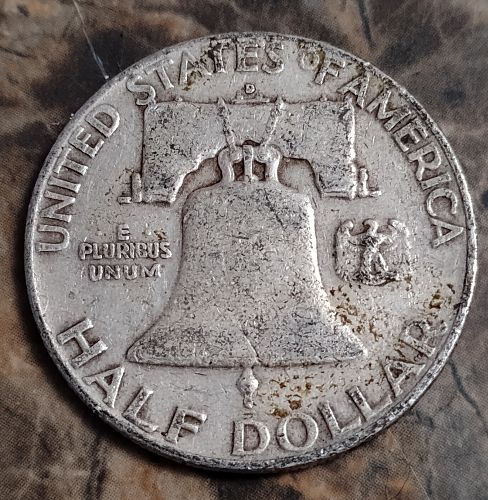 UNITED STATES OF AMERICA
D
E
PLURIBUS
UNUM
HALF DOLLAR